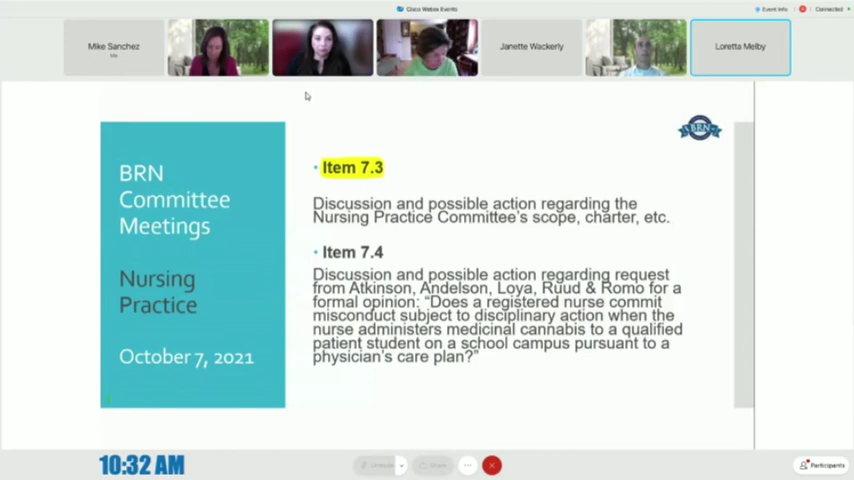 Cisco Webex Events
Event Info
Connected
Mike Sanchez
Me
Janette Wackerly
Loretta Melby
BRN
BRN
Committee
Meetings
Nursing
Practice
October 7, 2021
• Item 7.3
Discussion and possible action regarding the
Nursing Practice Committee's scope, charter, etc.
• Item 7.4
Discussion and possible action regarding request
from Atkinson, Andelson, Loya, Ruud & Romo for a
formal opinion: “Does a registered nurse commit
misconduct subject to disciplinary action when the
nurse administers medicinal cannabis to a qualified
patient student on a school campus pursuant to a
physician's care plan?”
10:32 AM
Unmute
Share
Participants